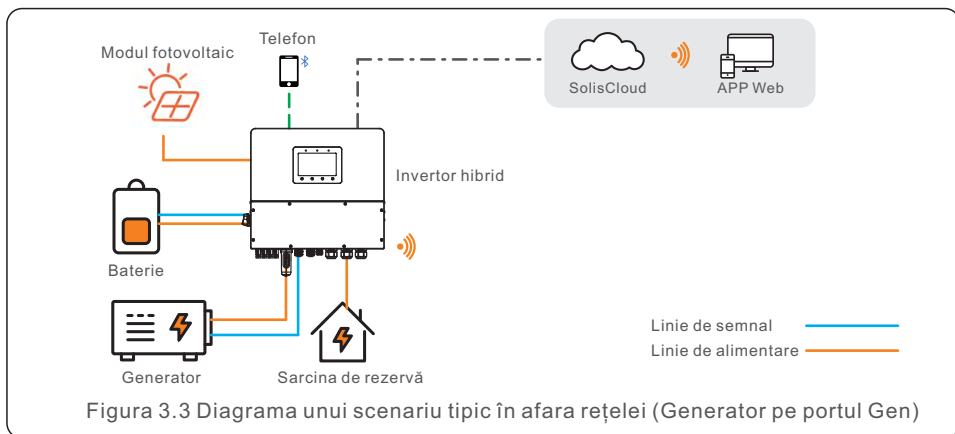 Telefon
Modul fotovoltaic
SolisCloud
APP Web
Invertor hibrid
Baterie
Linie de semnal
Linie de alimentare
Generator
Sarcina de rezervă
Figura 3.3 Diagrama unui scenariu tipic în afara rețelei (Generator pe portul Gen)